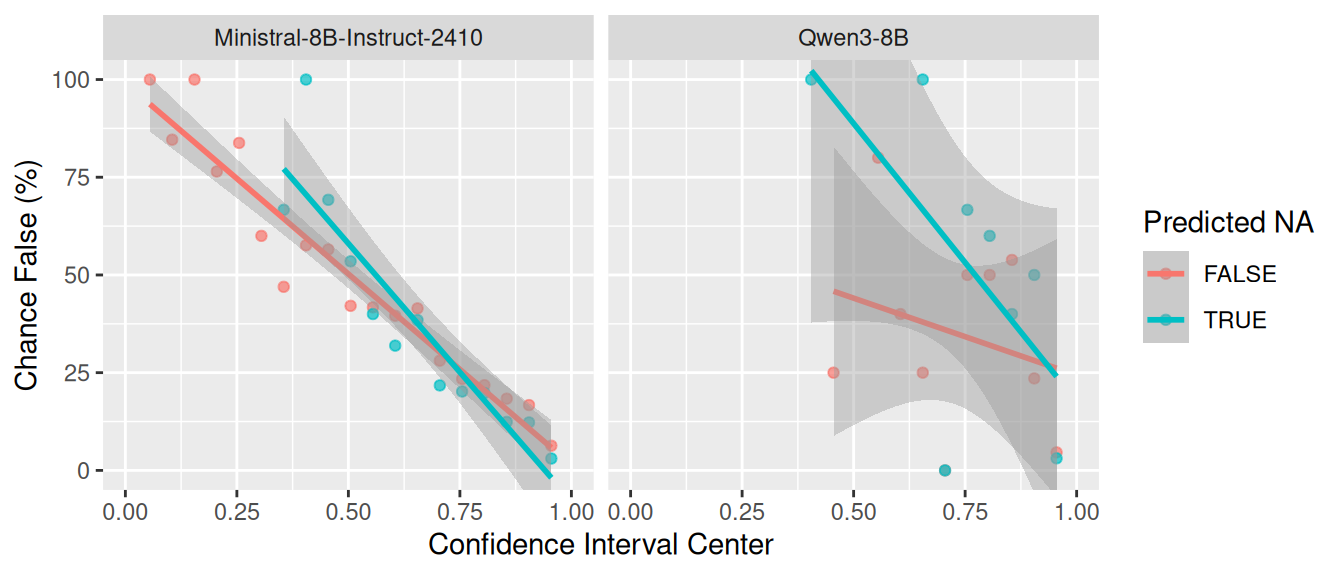 Ministral-8B-Instruct-2410
Qwen3-8B
Chance False (%)
100
75
50
25
0
0.00 0.25 0.50 0.75 1.00
0.00 0.25 0.50 0.75 1.00
Confidence Interval Center
Predicted NA
FALSE
TRUE